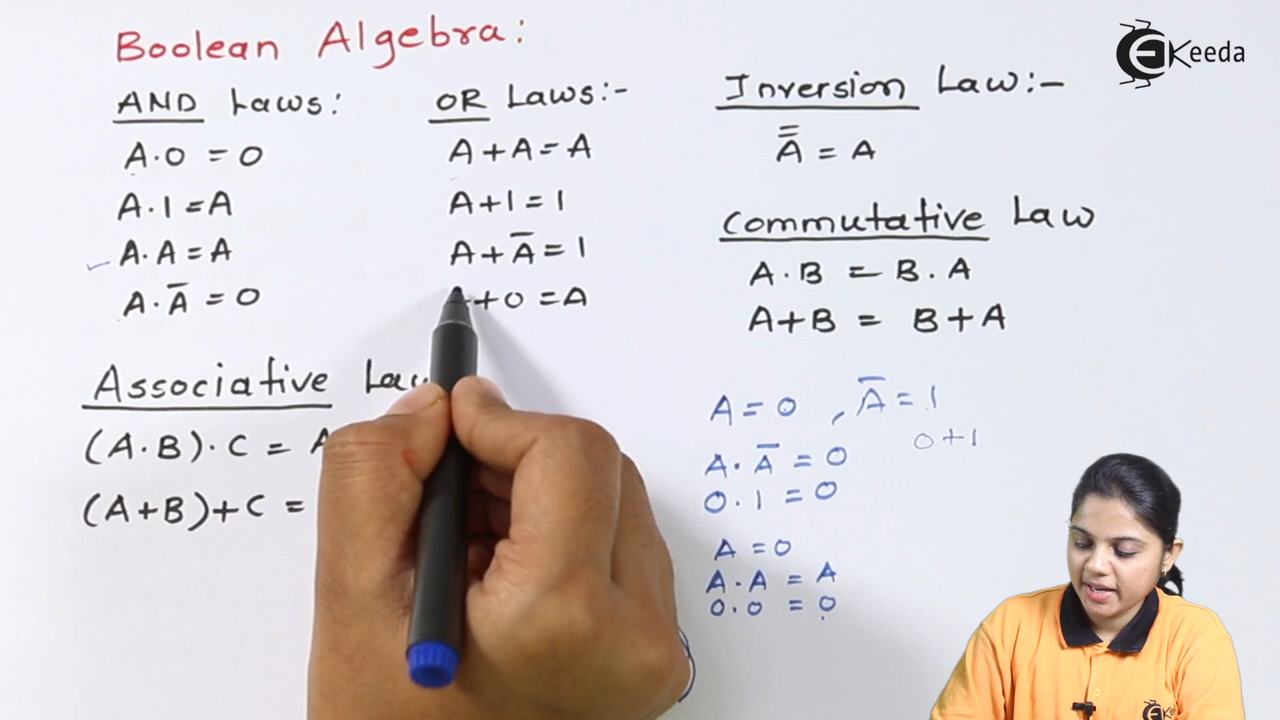 Boolean Algebra:
AND Laws:
A·0 = 0
A·1 = A
A·A = A
A·A̅ = 0
OR Laws:-
A+A = A
A+1 = 1
A+A̅ = 1
+0 = A
Inversion Law:-
A̿ = A
Commutative Law
A·B = B·A
A+B = B+A
Associative
(A·B)·C =
(A+B)+C =
A=0 , A̅=1
0+1
A·A̅ = 0
0·1 = 0
A=0
A·A = A
0·0 = 0
EKeeda